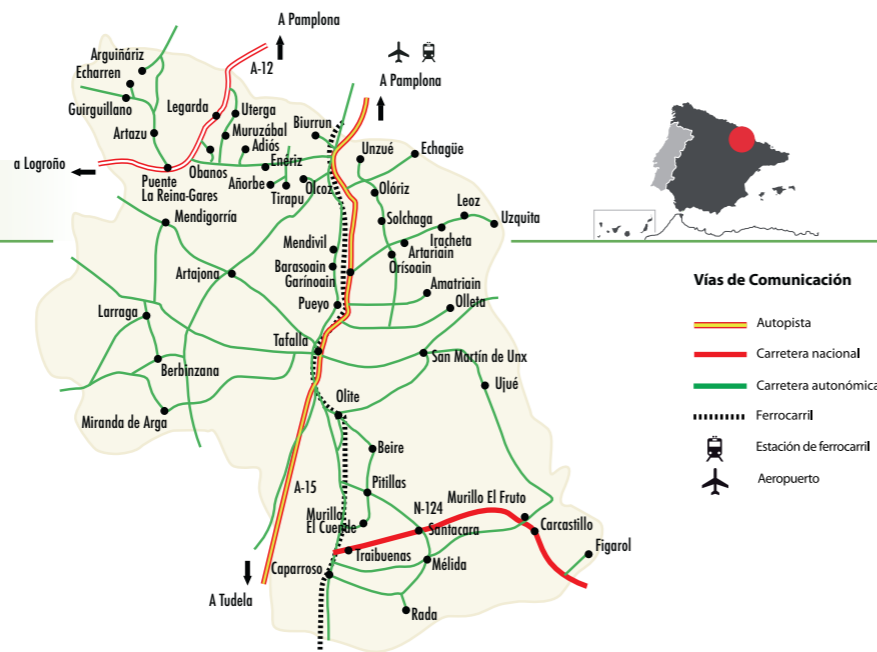 A Pamplona
A-12
A Pamplona
Arguiñáriz
Echarren
Guirguillano
Legarda
Uterga
Muruzábal
Adiós
Biurrun
Artazu
a Logroño
Obanos
Enériz
Unzué
Echagüe
Puente
La Reina-Gares
Añorbe
Tirapu
Olcoz
Olóriz
Mendigorría
Solchaga
Leoz
Uzquita
Iracheta
Artariain
Orísoain
Mendivil
Barasoain
Garínoain
Artajona
Amatriain
Olleta
Pueyo
Larraga
Tafalla
San Martín de Unx
Berbinzana
Ujué
Miranda de Arga
Olite
Beire
A-15
Pitillas
Murillo El Fruto
N-124
Murilla
El Cuende
Santacara
Carcastillo
Traibuenas
Figarol
Caparroso
Mélida
A Tudela
Rada
Vías de Comunicación
Autopista
Carretera nacional
Carretera autonómica
Ferrocarril
Estación de ferrocarril
Aeropuerto